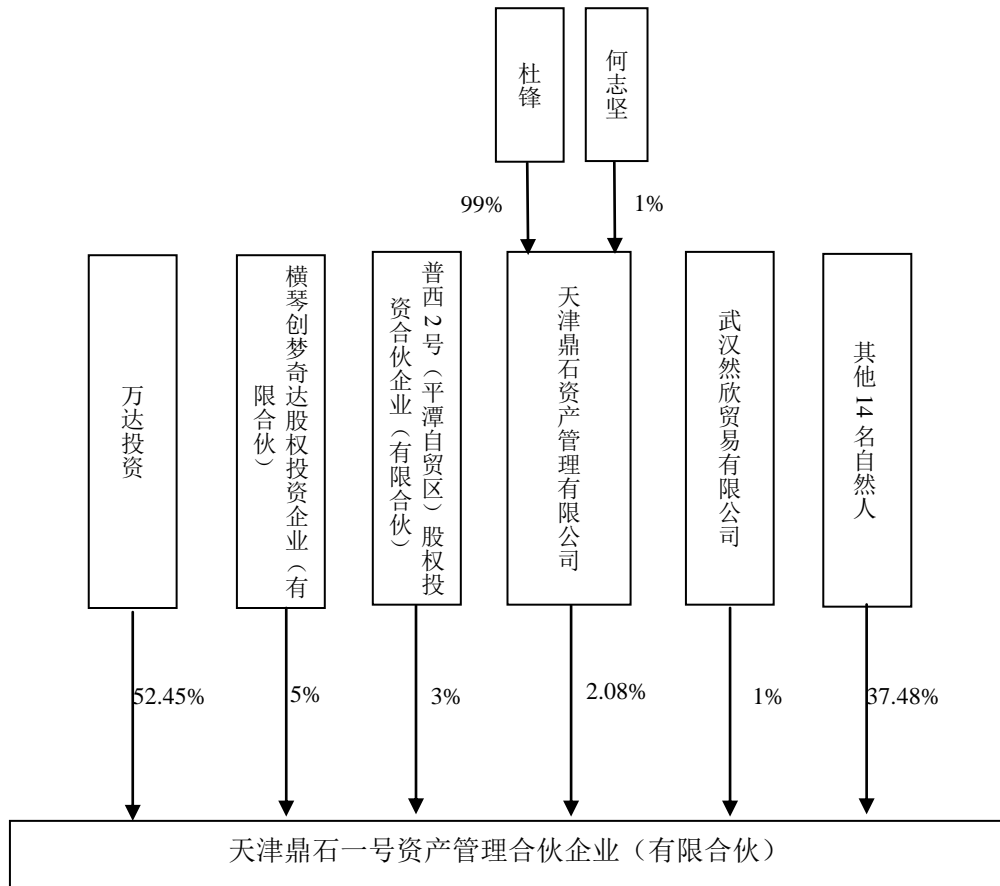 杜锋
何志坚
99%
1%
万达投资
横琴创梦奇达股权投资企业（有
限合伙）
普西 2 号（平潭自贸区）股权投
资合伙企业（有限合伙）
天津鼎石资产管理有限公司
武汉然欣贸易有限公司
其他 14 名自然人
52.45%
5%
3%
2.08%
1%
37.48%
天津鼎石一号资产管理合伙企业（有限合伙）